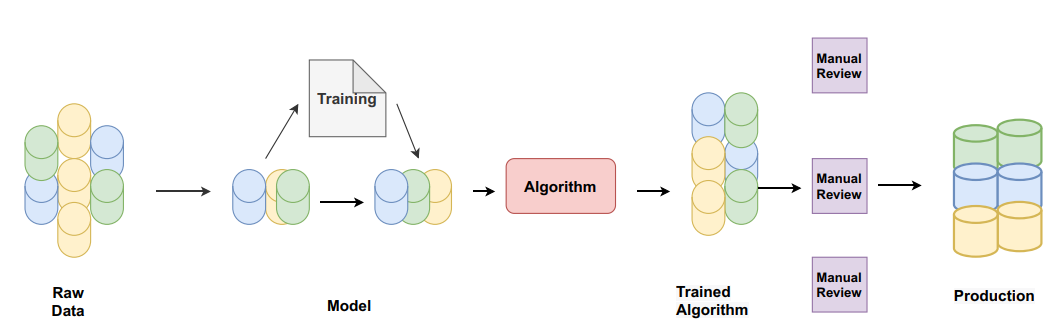 Manual
Review
Training
Algorithm
Manual
Review
Manual
Review
Raw
Data
Model
Trained
Algorithm
Production